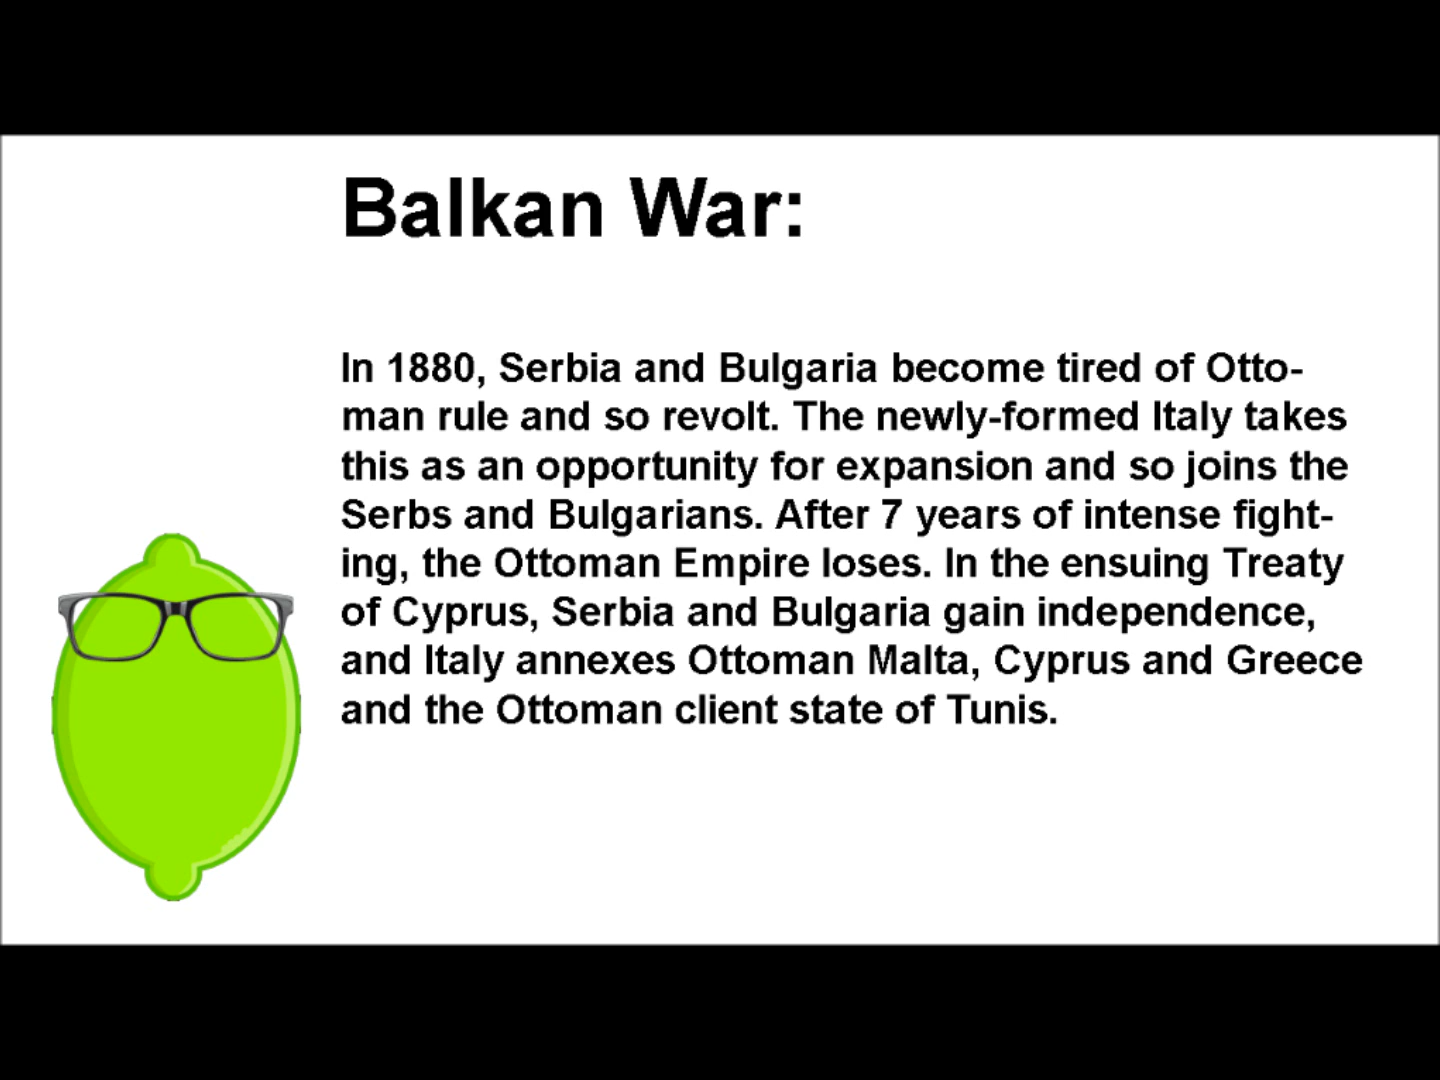 Balkan War:
In 1880, Serbia and Bulgaria become tired of Otto-
man rule and so revolt. The newly-formed Italy takes
this as an opportunity for expansion and so joins the
Serbs and Bulgarians. After 7 years of intense fight-
ing, the Ottoman Empire loses. In the ensuing Treaty
of Cyprus, Serbia and Bulgaria gain independence,
and Italy annexes Ottoman Malta, Cyprus and Greece
and the Ottoman client state of Tunis.